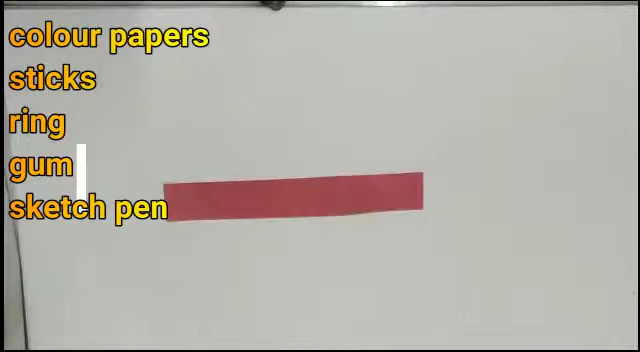 colour papers
sticks
ring
gum
sketch pen